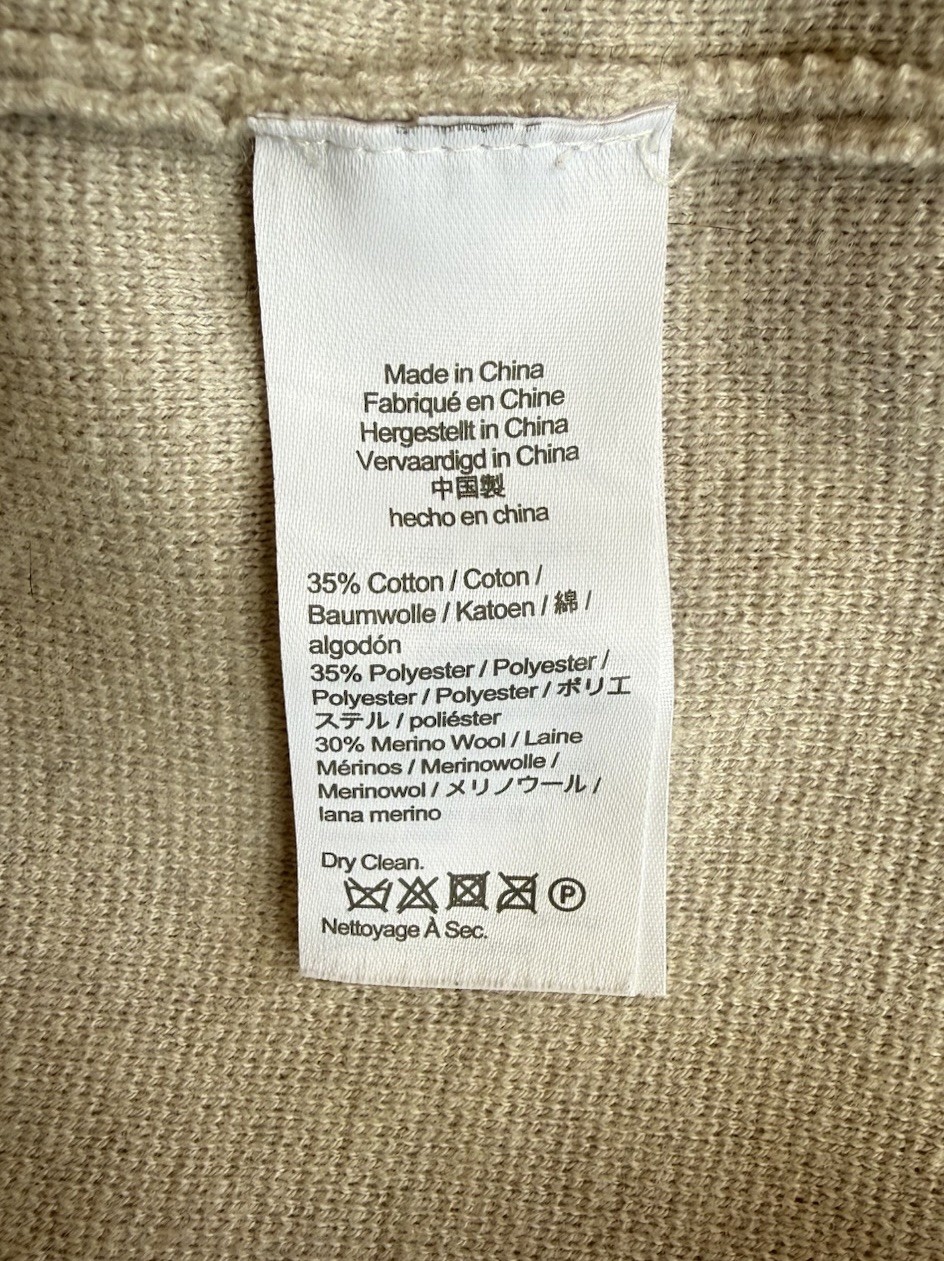 Made in China
Fabriqué en Chine
Hergestellt in China
Vervaardigd in China
中国製
hecho en china
35% Cotton / Coton /
Baumwolle / Katoen / 綿 /
algodón
35% Polyester / Polyester /
Polyester / Polyester / ポリエ
ステル / poliéster
30% Merino Wool / Laine
Mérinos / Merinowolle /
Merinowol / メリノウール /
lana merino
Dry Clean.
P
Nettoyage À Sec.